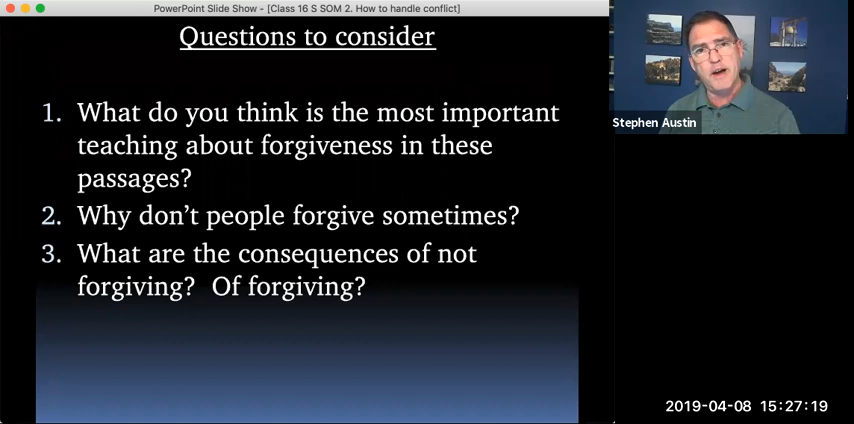 PowerPoint Slide Show - [Class 16 S SOM 2. How to handle conflict]
Questions to consider
1. What do you think is the most important
teaching about forgiveness in these
passages?
2. Why don't people forgive sometimes?
3. What are the consequences of not
forgiving?  Of forgiving?
Stephen Austin
2019-04-08 15:27:19